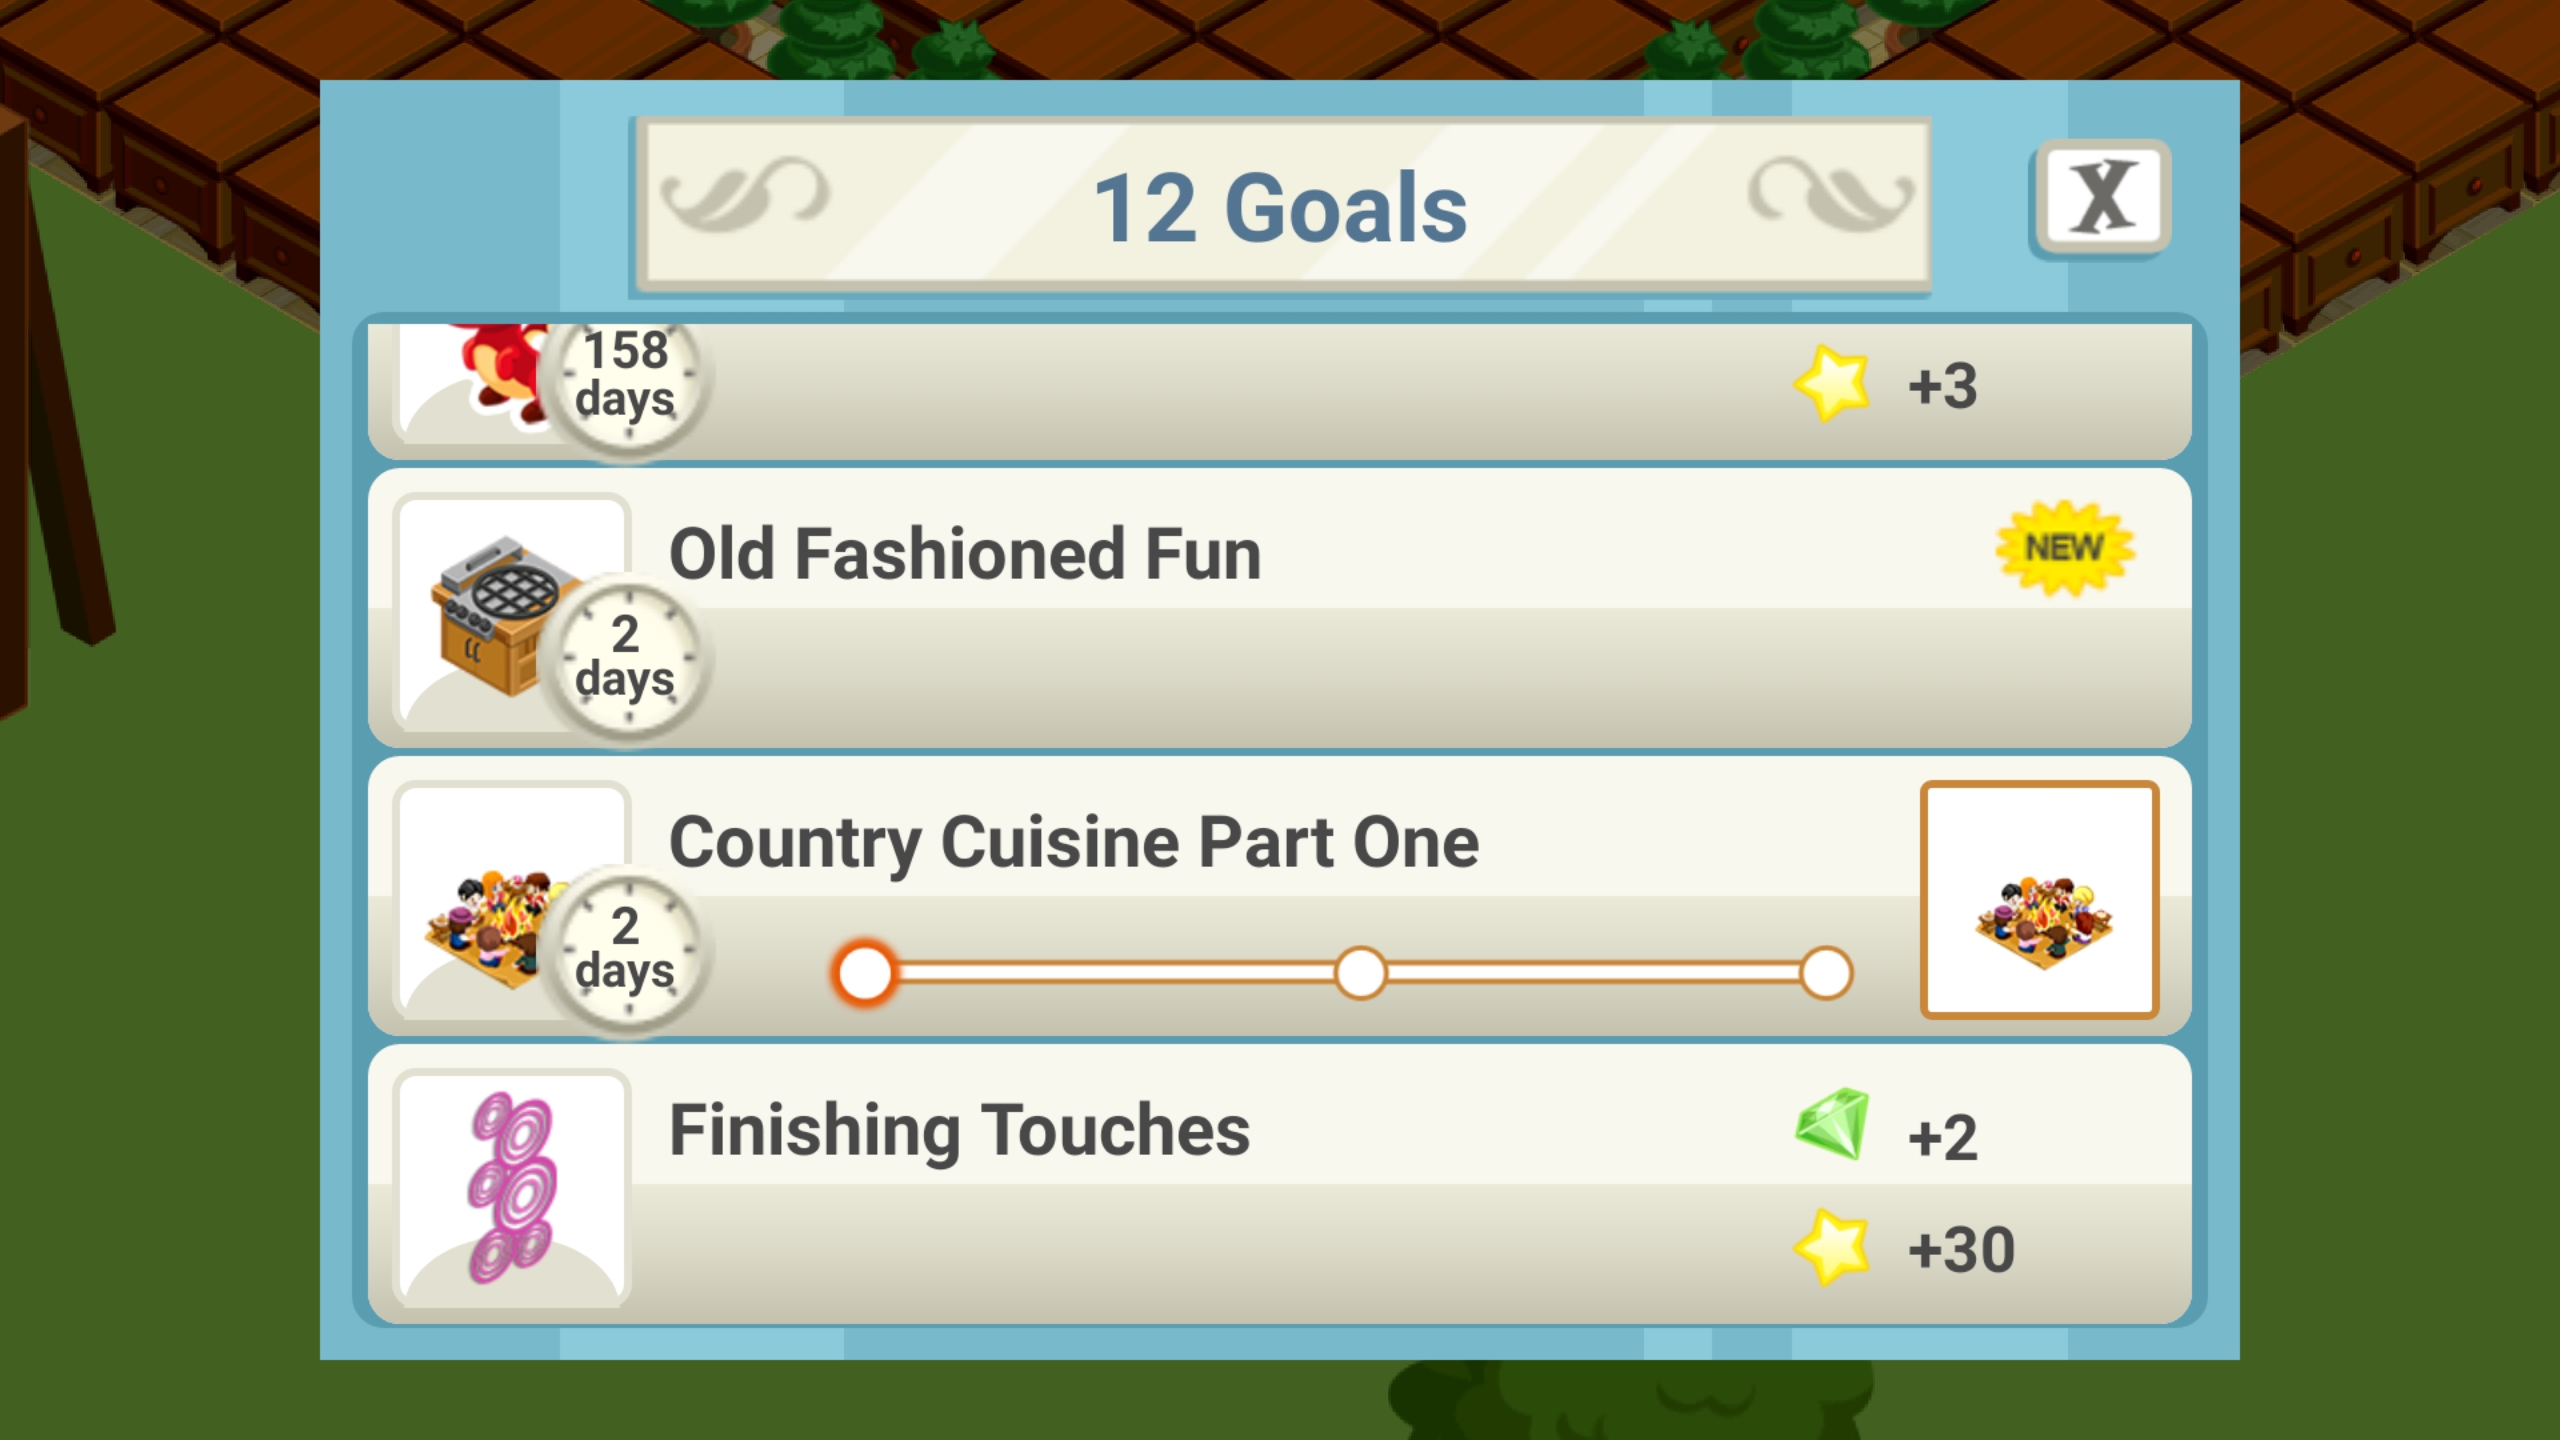 12 Goals
X
158
days
+3
Old Fashioned Fun
NEW
2
days
Country Cuisine Part One
2
days
Finishing Touches
+2
+30